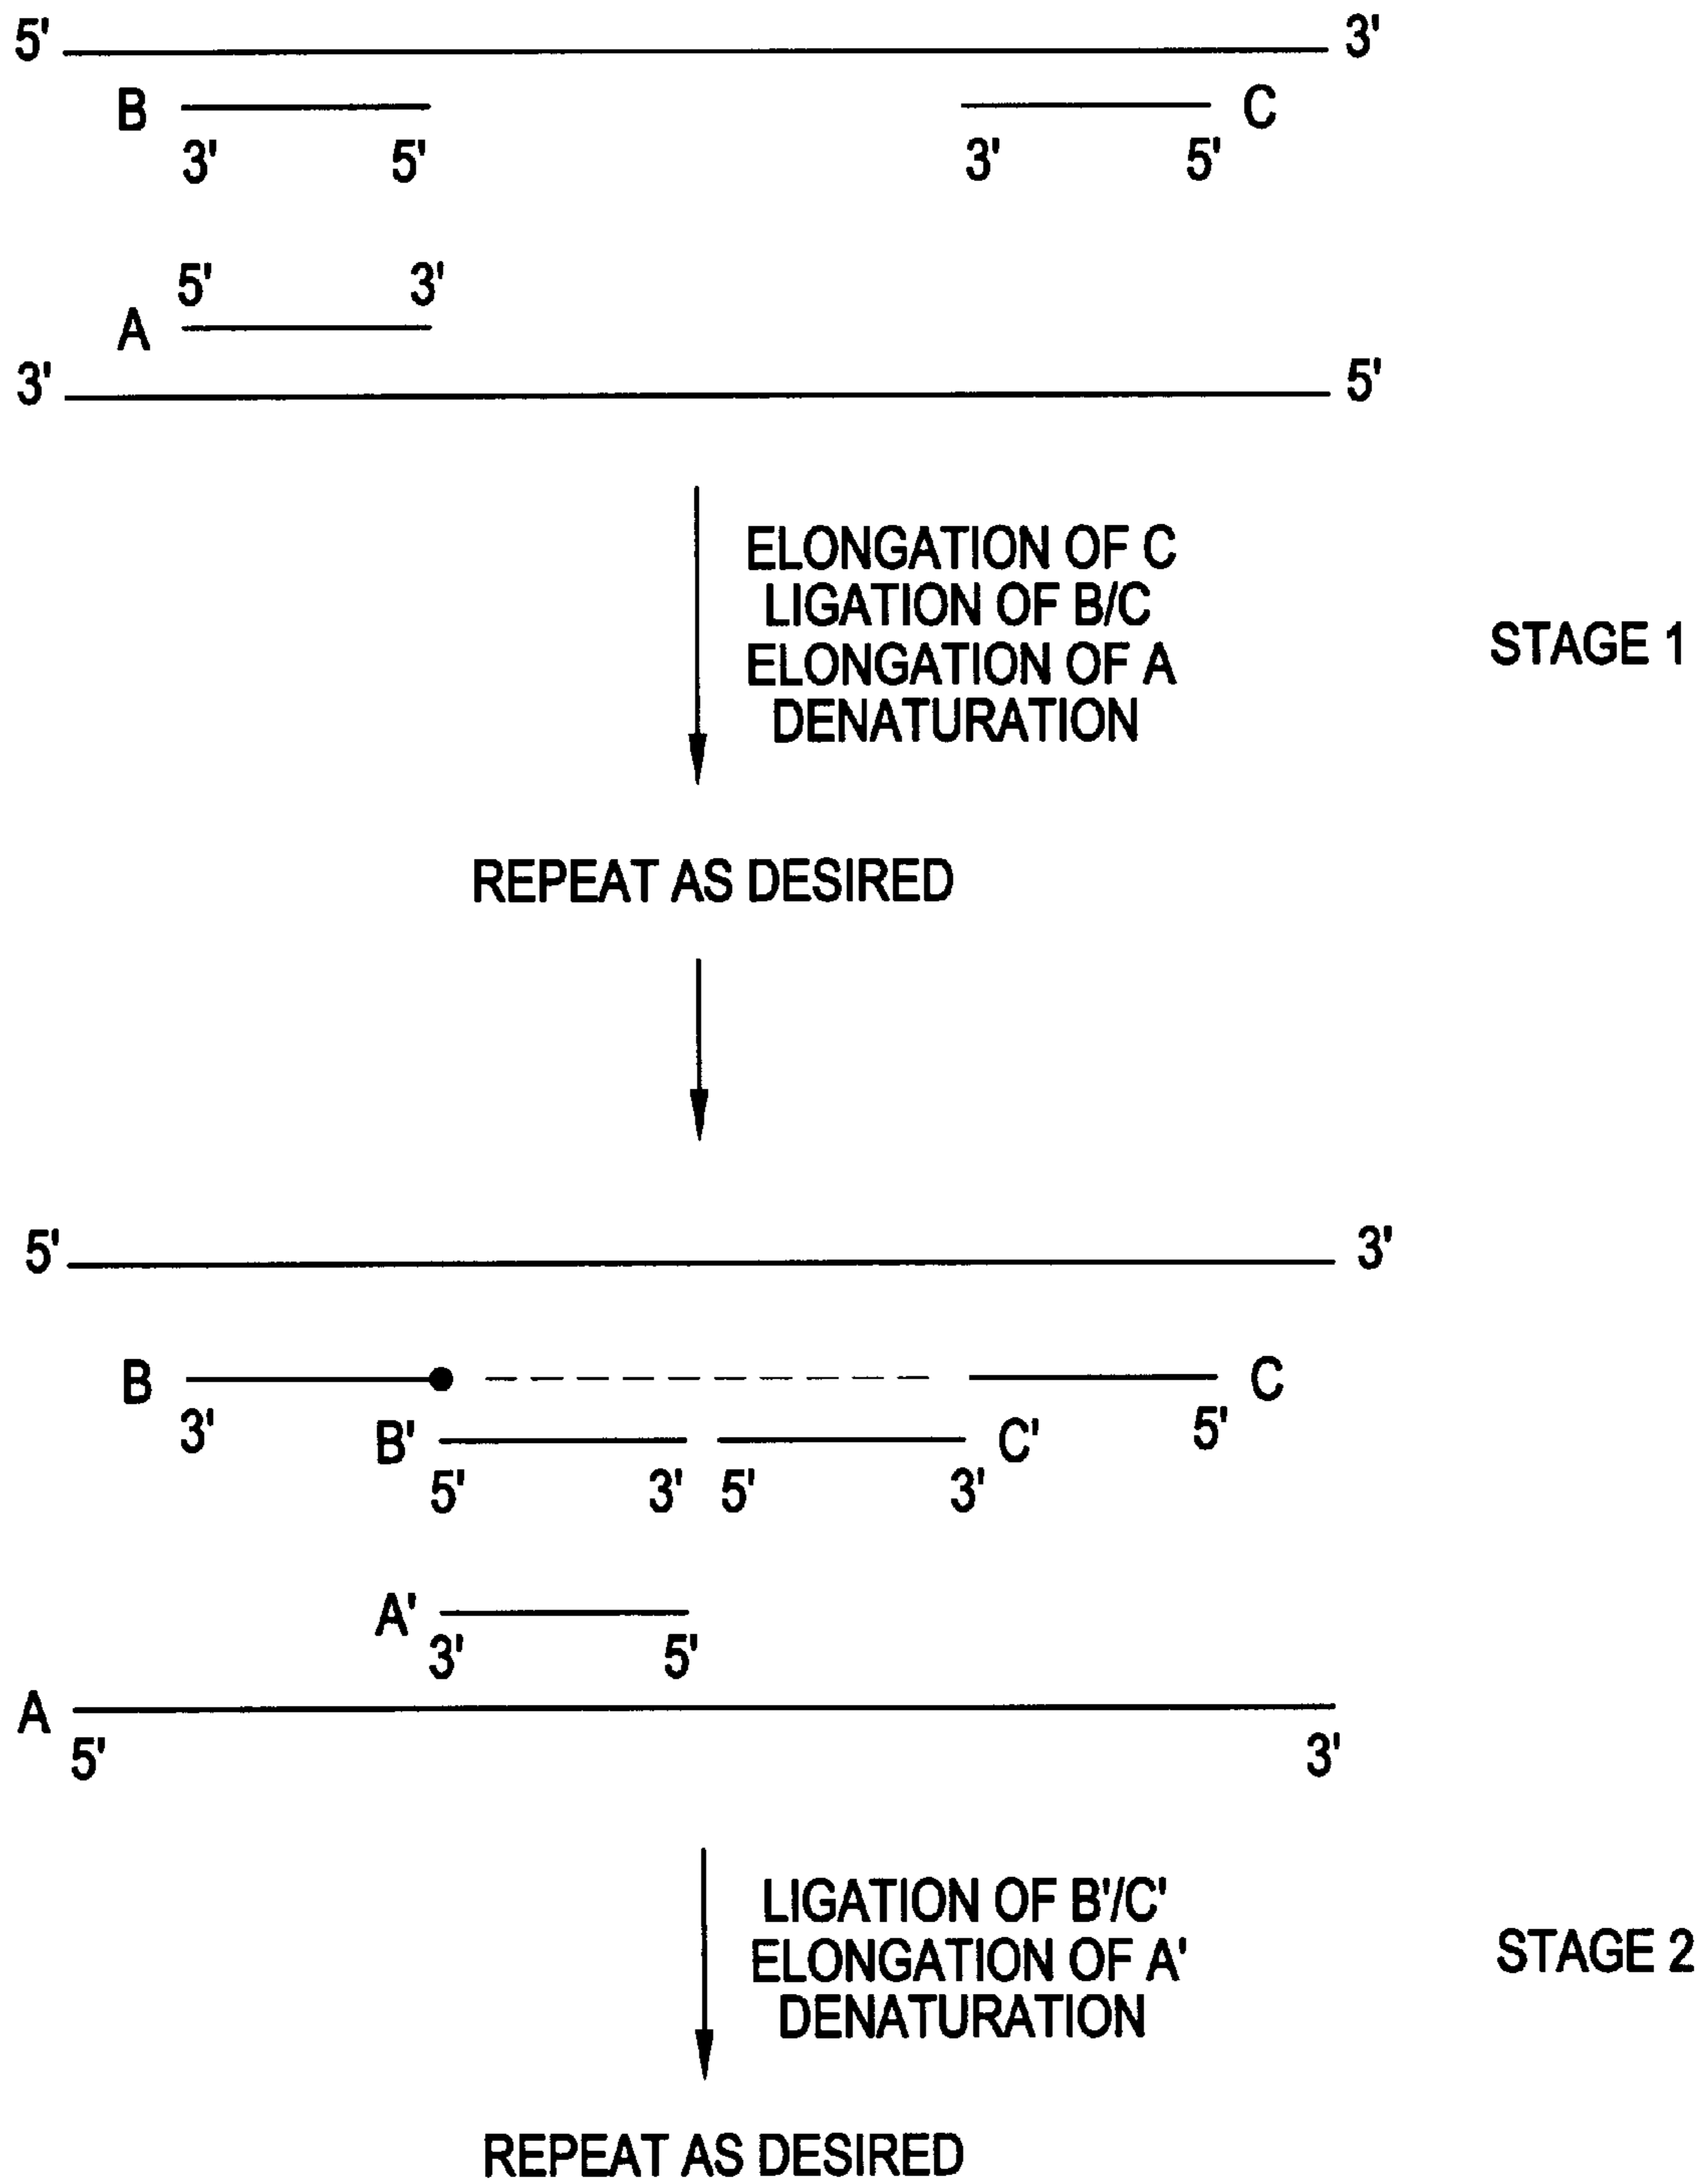 5' 3'
B C
3' 5' 3' 5'
5' 3'
A
3' 5'
ELONGATION OF C
LIGATION OF B/C
ELONGATION OF A
DENATURATION
STAGE 1
REPEAT AS DESIRED
5' 3'
B C
3' B' C' 5'
5' 3' 5' 3'
A'
3' 5'
A
5' 3'
LIGATION OF B'/C'
ELONGATION OF A'
DENATURATION
STAGE 2
REPEAT AS DESIRED